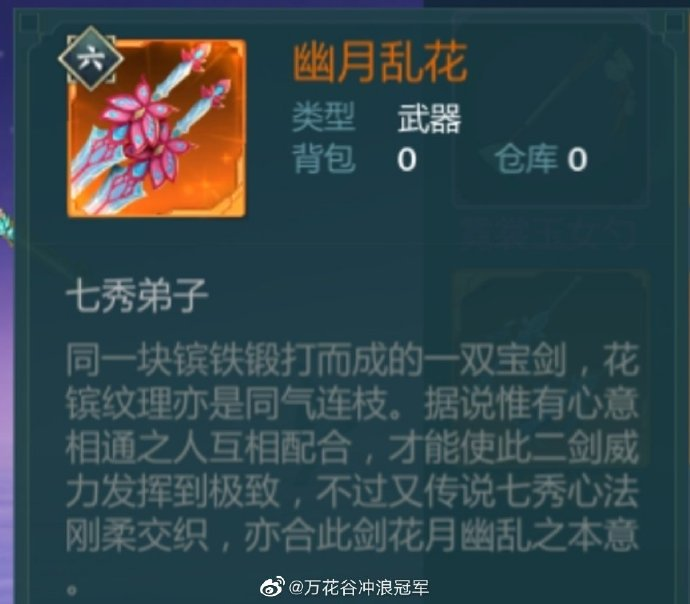 六
幽月乱花
类型 武器
背包 0 仓库 0
七秀弟子
同一块镔铁锻打而成的一双宝剑，花
镔纹理亦是同气连枝。据说惟有心意
相通之人互相配合，才能使此二剑威
力发挥到极致，不过又传说七秀心法
刚柔交织，亦合此剑花月幽乱之本意
。
@万花谷冲浪冠军